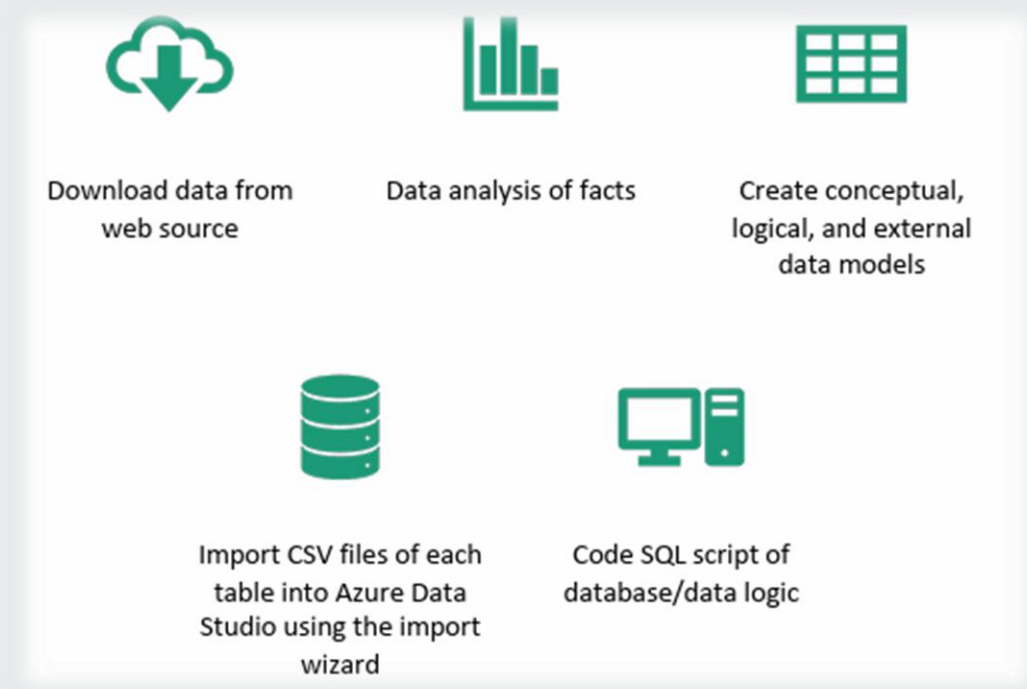 Download data from
web source
Data analysis of facts
Create conceptual,
logical, and external
data models
Import CSV files of each
table into Azure Data
Studio using the import
wizard
Code SQL script of
database/data logic